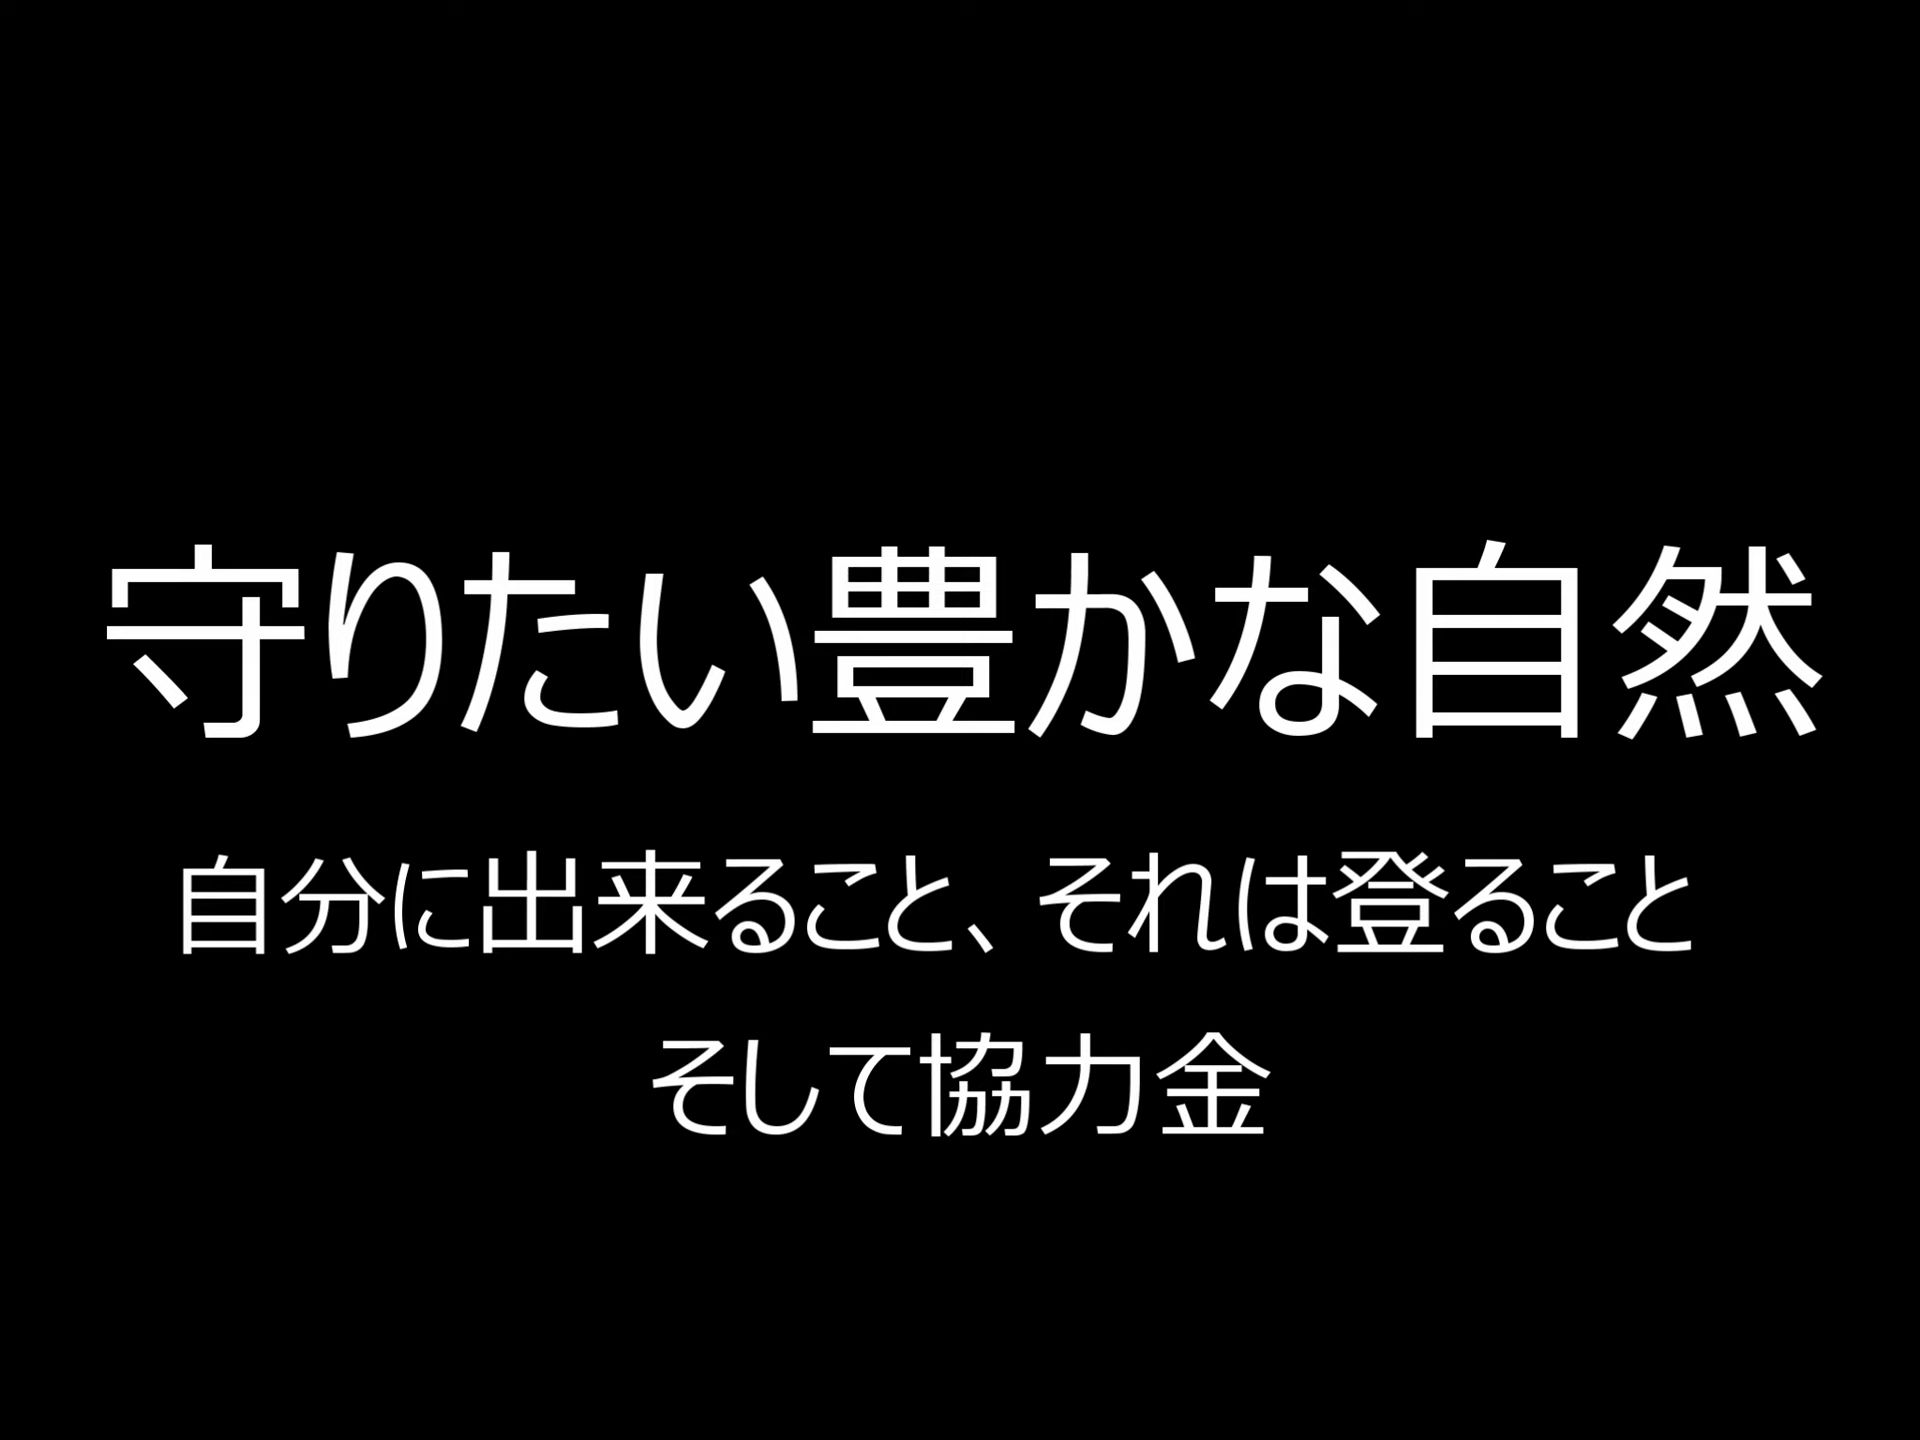 守りたい豊かな自然
自分に出来ること、それは登ること
そして協力金